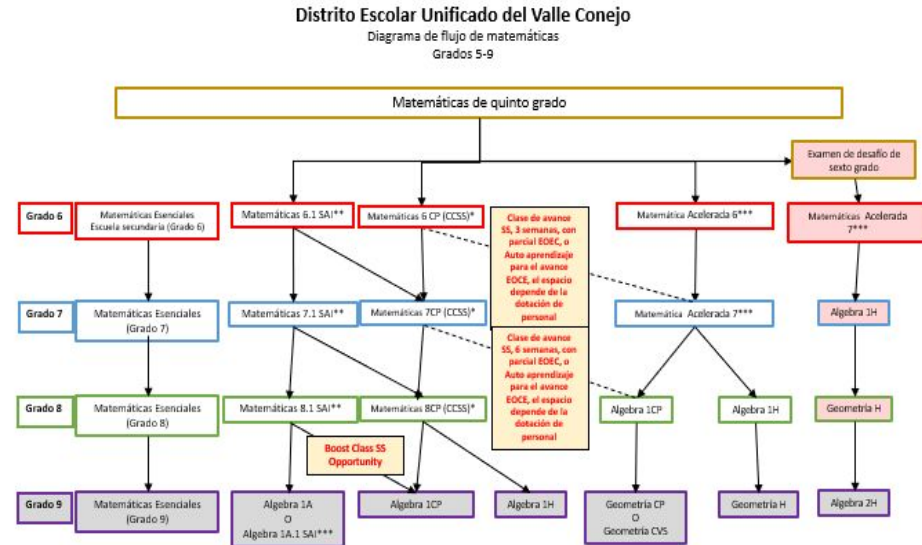 Distrito Escolar Unificado del Valle Conejo
Diagrama de flujo de matemáticas
Grados 5-9
Matemáticas de quinto grado
Examen de desafío de
sexto grado
Grado 6
Matemáticas Esenciales
Escuela secundaria (Grado 6)
Matemáticas 6.1 SAI**
Matemáticas 6 CP (CCSS)*
Clase de avance
SS, 3 semanas, con
parcial EOEC, o
Auto aprendizaje
para el avance
EOCE, el espacio
depende de la
dotación de
personal
Matemática Acelerada 6***
Matemáticas Acelerada
7***
Grado 7
Matemáticas Esenciales
(Grado 7)
Matemáticas 7.1 SAI**
Matemáticas 7CP (CCSS)*
Clase de avance
SS, 6 semanas, con
parcial EOEC, o
Auto aprendizaje
para el avance
EOCE, el espacio
depende de la
dotación de
personal
Matemática Acelerada 7***
Algebra 1H
Grado 8
Matemáticas Esenciales
(Grado 8)
Matemáticas 8.1 SAI**
Matemáticas 8CP (CCSS)*
Algebra 1CP
Algebra 1H
Geometría H
Boost Class SS
Opportunity
Grado 9
Matemáticas Esenciales
(Grado 9)
Algebra 1A
O
Algebra 1A.1 SAI***
Algebra 1CP
Algebra 1H
Geometría CP
O
Geometría CVS
Geometría H
Algebra 2H